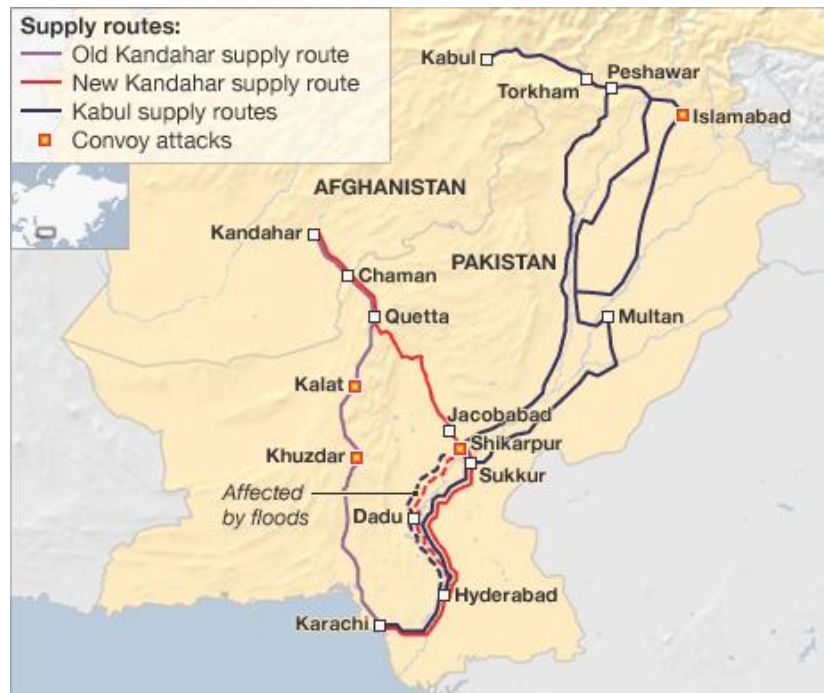 Supply routes:
Old Kandahar supply route
New Kandahar supply route
Kabul supply routes
Convoy attacks
Kabul
Torkham
Peshawar
Islamabad
AFGHANISTAN
Kandahar
Chaman
PAKISTAN
Quetta
Multan
Kalat
Jacobabad
Shikarpur
Khuzdar
Sukkur
Affected
by floods
Dadu
Hyderabad
Karachi